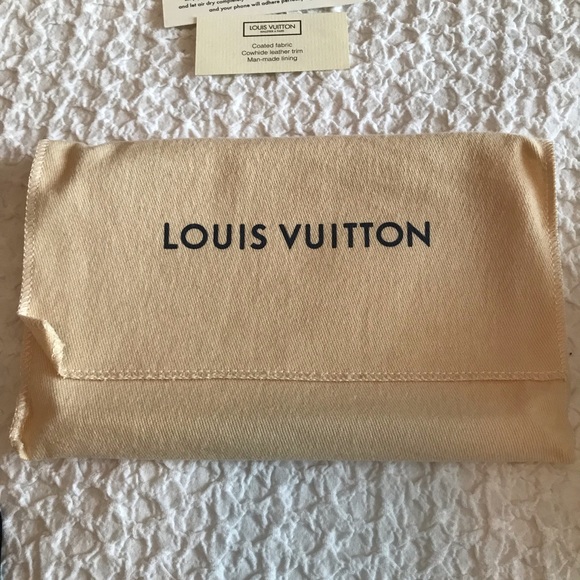 and let air dry completely
and your phone will adhere
LOUIS VUITTON
Coated fabric
Cowhide leather trim
Man-made lining
LOUIS VUITTON